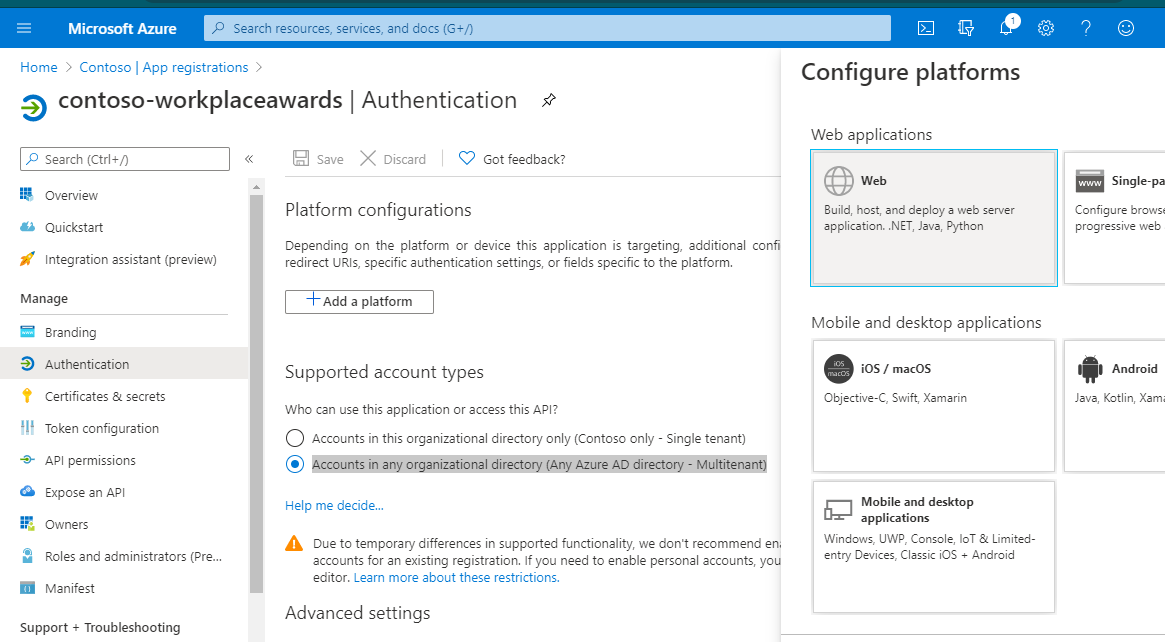 Microsoft Azure
Search resources, services, and docs (G+/)
1
Home > Contoso | App registrations >
contoso-workplaceawards | Authentication
Search (Ctrl+/)
«
Overview
Quickstart
Integration assistant (preview)
Manage
Branding
Authentication
Certificates & secrets
Token configuration
API permissions
Expose an API
Owners
Roles and administrators (Pre...
Manifest
Support + Troubleshooting
Save
Discard
Got feedback?
Platform configurations
Depending on the platform or device this application is targeting, additional confi
redirect URIs, specific authentication settings, or fields specific to the platform.
Add a platform
Supported account types
Who can use this application or access this API?
Accounts in this organizational directory only (Contoso only - Single tenant)
Accounts in any organizational directory (Any Azure AD directory - Multitenant)
Help me decide...
Due to temporary differences in supported functionality, we don't recommend ena
accounts for an existing registration. If you need to enable personal accounts, you
editor. Learn more about these restrictions.
Advanced settings
Configure platforms
Web applications
Web
Build, host, and deploy a web server
application. .NET, Java, Python
www
Single-pa
Configure browse
progressive web
Mobile and desktop applications
iOS
macOS
iOS / macOS
Objective-C, Swift, Xamarin
Android
Java, Kotlin, Xama
Mobile and desktop
applications
Windows, UWP, Console, IoT & Limited-
entry Devices, Classic iOS + Android